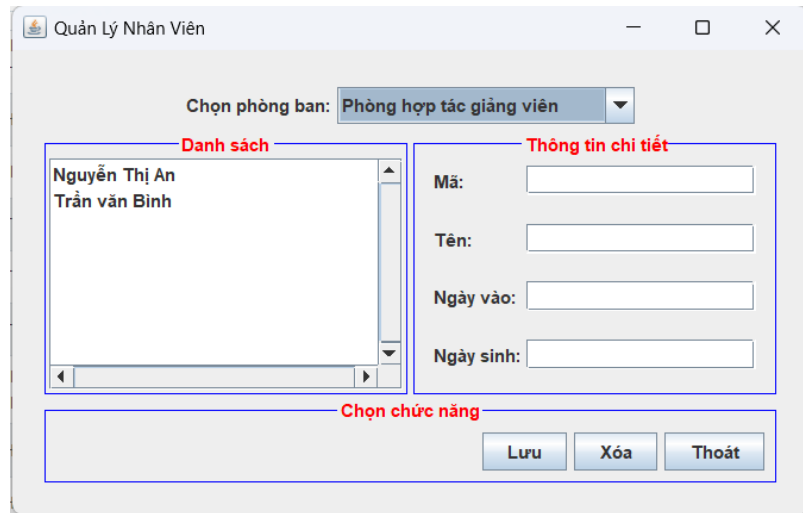 Quản Lý Nhân Viên
Chọn phòng ban: Phòng hợp tác giảng viên
Danh sách
Nguyễn Thị An
Trần văn Bình
Thông tin chi tiết
Mã:
Tên:
Ngày vào:
Ngày sinh:
Chọn chức năng
Lưu Xóa Thoát